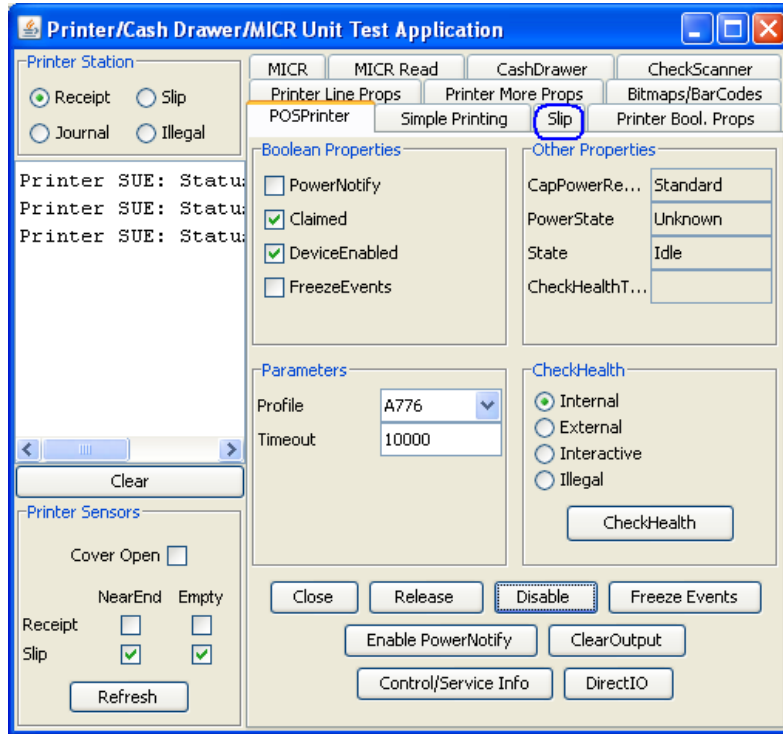 Printer/Cash Drawer/MICR Unit Test Application
Printer Station
Receipt Slip
Journal Illegal
Printer SUE: Statu
Printer SUE: Statu
Printer SUE: Statu
Clear
Printer Sensors
Cover Open
NearEnd Empty
Receipt
Slip
Refresh
MICR MICR Read CashDrawer CheckScanner
Printer Line Props Printer More Props Bitmaps/BarCodes
POSPrinter Simple Printing Slip Printer Bool. Props
Boolean Properties
PowerNotify
Claimed
DeviceEnabled
FreezeEvents
Other Properties
CapPowerRe... Standard
PowerState Unknown
State Idle
CheckHealthT...
Parameters
Profile A776
Timeout 10000
CheckHealth
Internal
External
Interactive
Illegal
CheckHealth
Close Release Disable Freeze Events
Enable PowerNotify ClearOutput
Control/Service Info DirectIO